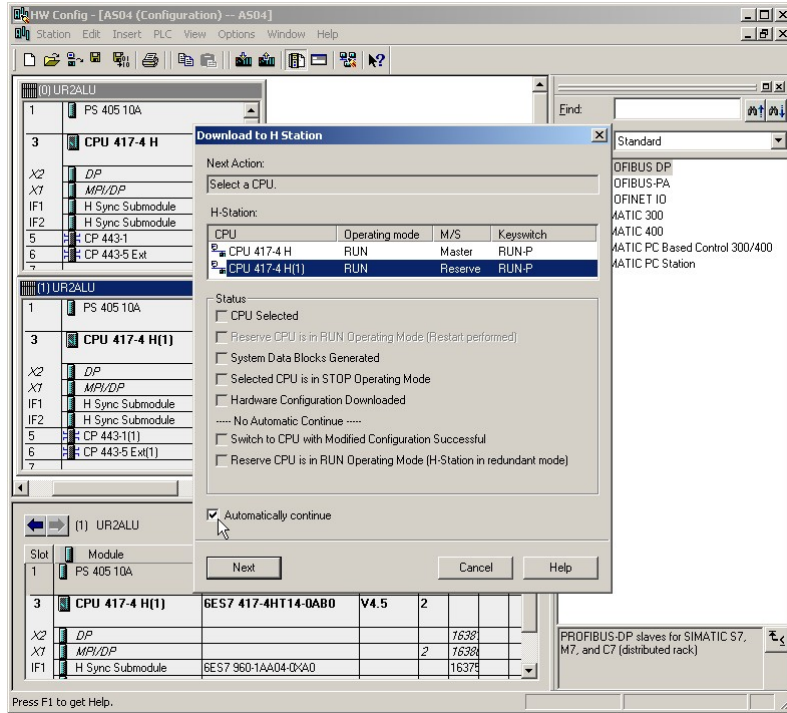 HW Config - [AS04 (Configuration) -- AS04]
Station Edit Insert PLC View Options Window Help
(0) UR2ALU
1 PS 405 10A
3 CPU 417-4 H
X2 DP
X1 MPI/DP
IF1 H Sync Submodule
IF2 H Sync Submodule
5 CP 443-1
6 CP 443-5 Ext
7
(1) UR2ALU
1 PS 405 10A
3 CPU 417-4 H(1)
X2 DP
X1 MPI/DP
IF1 H Sync Submodule
IF2 H Sync Submodule
5 CP 443-1(1)
6 CP 443-5 Ext(1)
7
Download to H Station
Next Action:
Select a CPU.
H-Station:
CPU Operating mode M/S Keyswitch
CPU 417-4 H RUN Master RUN-P
CPU 417-4 H(1) RUN Reserve RUN-P
Status
CPU Selected
Reserve CPU is in RUN Operating Mode (Restart performed)
System Data Blocks Generated
Selected CPU is in STOP Operating Mode
Hardware Configuration Downloaded
----- No Automatic Continue -----
Switch to CPU with Modified Configuration Successful
Reserve CPU is in RUN Operating Mode (H-Station in redundant mode)
Automatically continue
Next Cancel Help
Find:
Standard
OFIBUS DP
OFIBUS-PA
OFINET IO
MATIC 300
MATIC 400
MATIC PC Based Control 300/400
MATIC PC Station
(1) UR2ALU
Slot Module
1 PS 405 10A
3 CPU 417-4 H(1) 6ES7 417-4HT14-0AB0 V4.5 2
X2 DP 1638
X1 MPI/DP 2 1638
IF1 H Sync Submodule 6ES7 960-1AA04-0XA0 16375
PROFIBUS-DP slaves for SIMATIC S7,
M7, and C7 (distributed rack)
Press F1 to get Help.